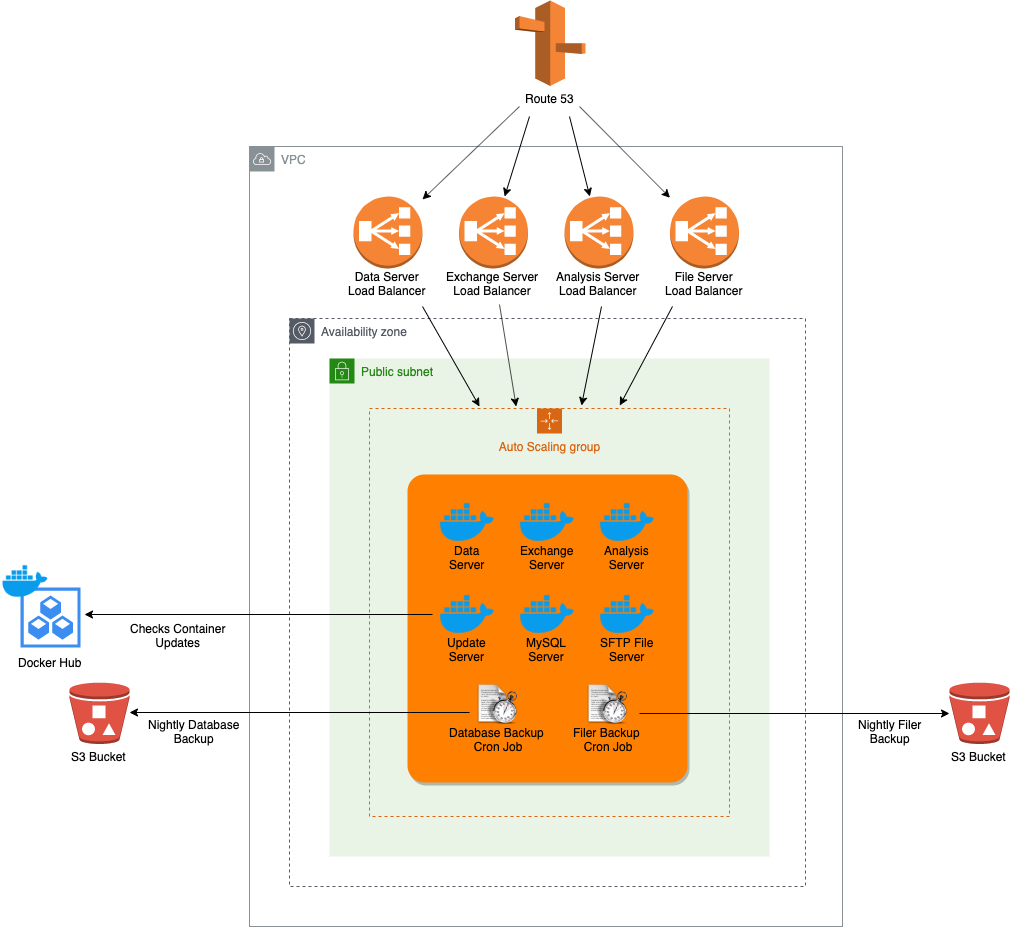 Route 53
VPC
Data Server
Load Balancer
Exchange Server
Load Balancer
Analysis Server
Load Balancer
File Server
Load Balancer
Availability zone
Public subnet
Auto Scaling group
Data
Server
Exchange
Server
Analysis
Server
Update
Server
MySQL
Server
SFTP File
Server
Checks Container
Updates
Docker Hub
Database Backup
Cron Job
Filer Backup
Cron Job
Nightly Database
Backup
S3 Bucket
Nightly Filer
Backup
S3 Bucket